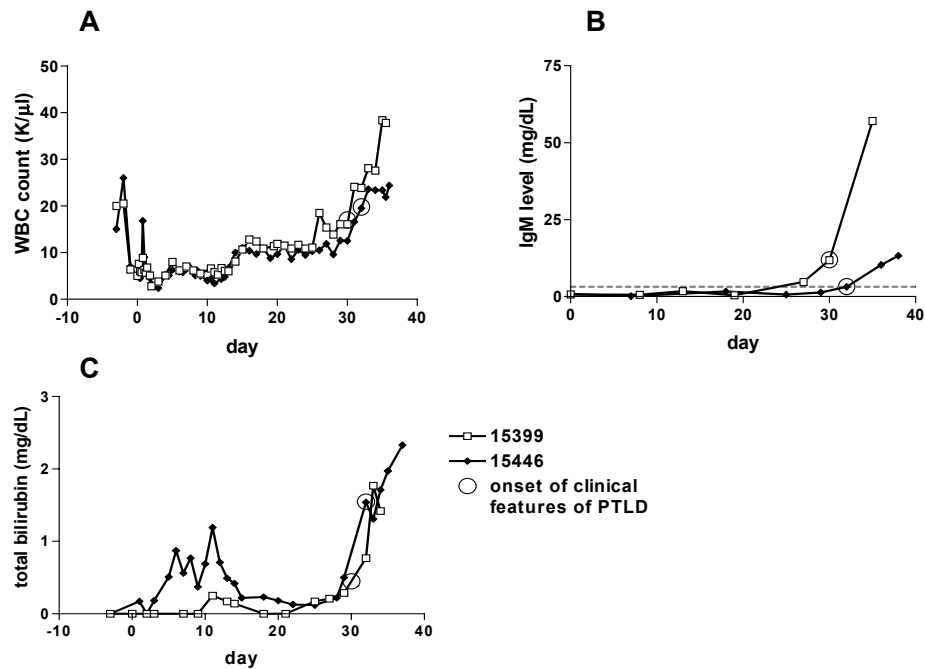 A
50
40
30
20
10
0
-10 0 10 20 30 40
WBC count (K/μl)
day
B
75
50
25
0
0 10 20 30 40
IgM level (mg/dL)
day
C
3
2
1
0
-10 0 10 20 30 40
total bilirubin (mg/dL)
day
15399
15446
onset of clinical
features of PTLD